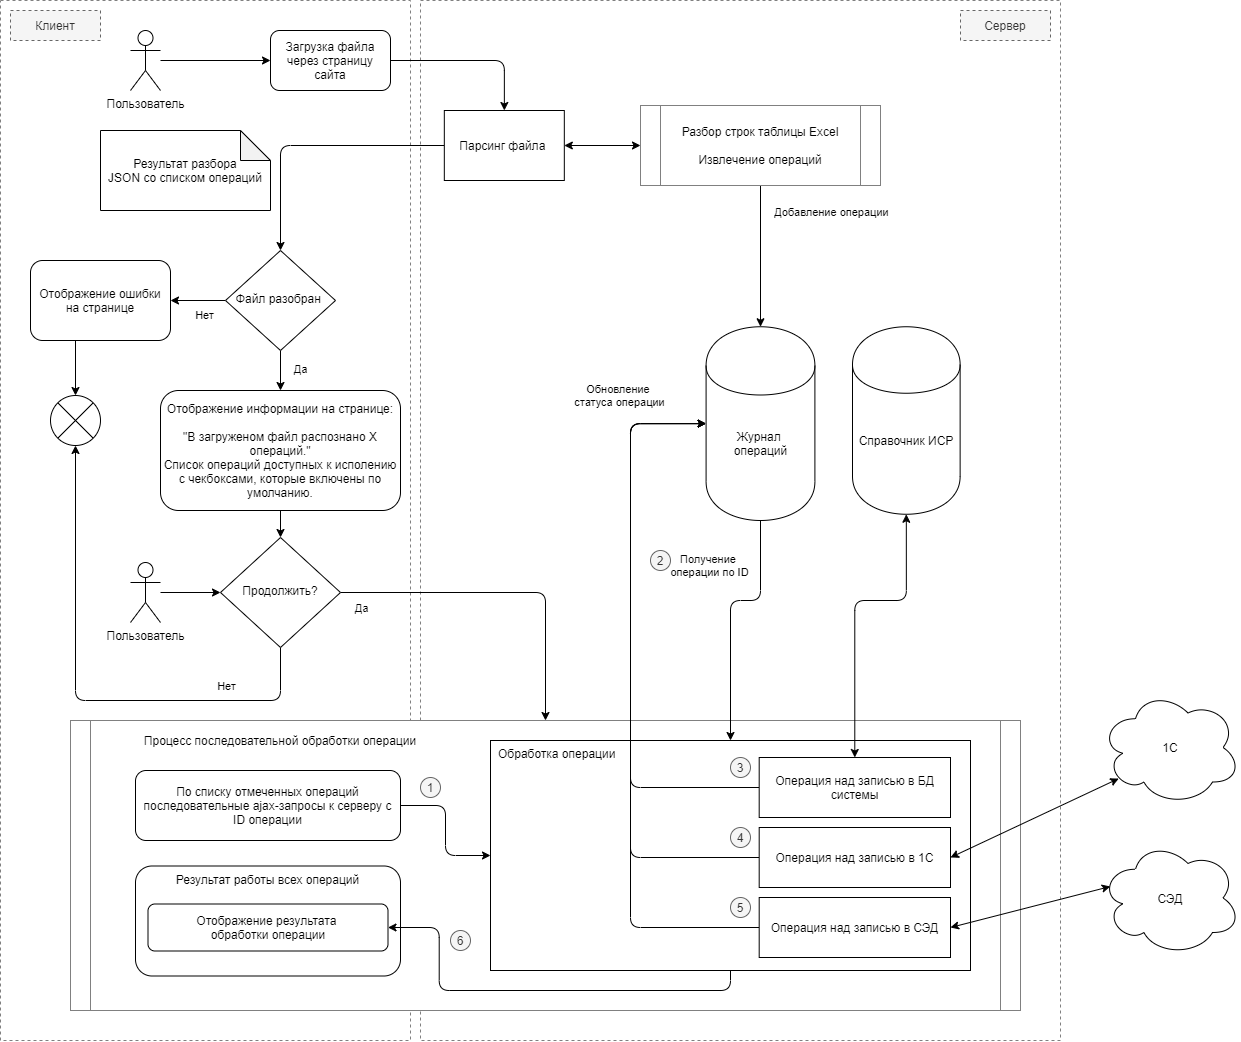 Клиент
Сервер
Загрузка файла
через страницу
сайта
Пользователь
Парсинг файла
Разбор строк таблицы Excel
Извлечение операций
Результат разбора
JSON со списком операций
Добавление операции
Отображение ошибки
на странице
Файл разобран
Нет
Да
Отображение информации на странице:
"В загруженом файл распознано X
операций."
Список операций доступных к исполению
с чекбоксами, которые включены по
умолчанию.
Обновление
статуса операции
Журнал
операций
Справочник ИСР
2
Получение
операции по ID
Продолжить?
Да
Пользователь
Нет
Процесс последовательной обработки операции
Обработка операции
1С
1
По списку отмеченных операций
последовательные ajax-запросы к серверу с
ID операции
3
Операция над записью в БД
системы
4
Операция над записью в 1С
5
Операция над записью в СЭД
СЭД
Результат работы всех операций
Отображение результата
обработки операции
6